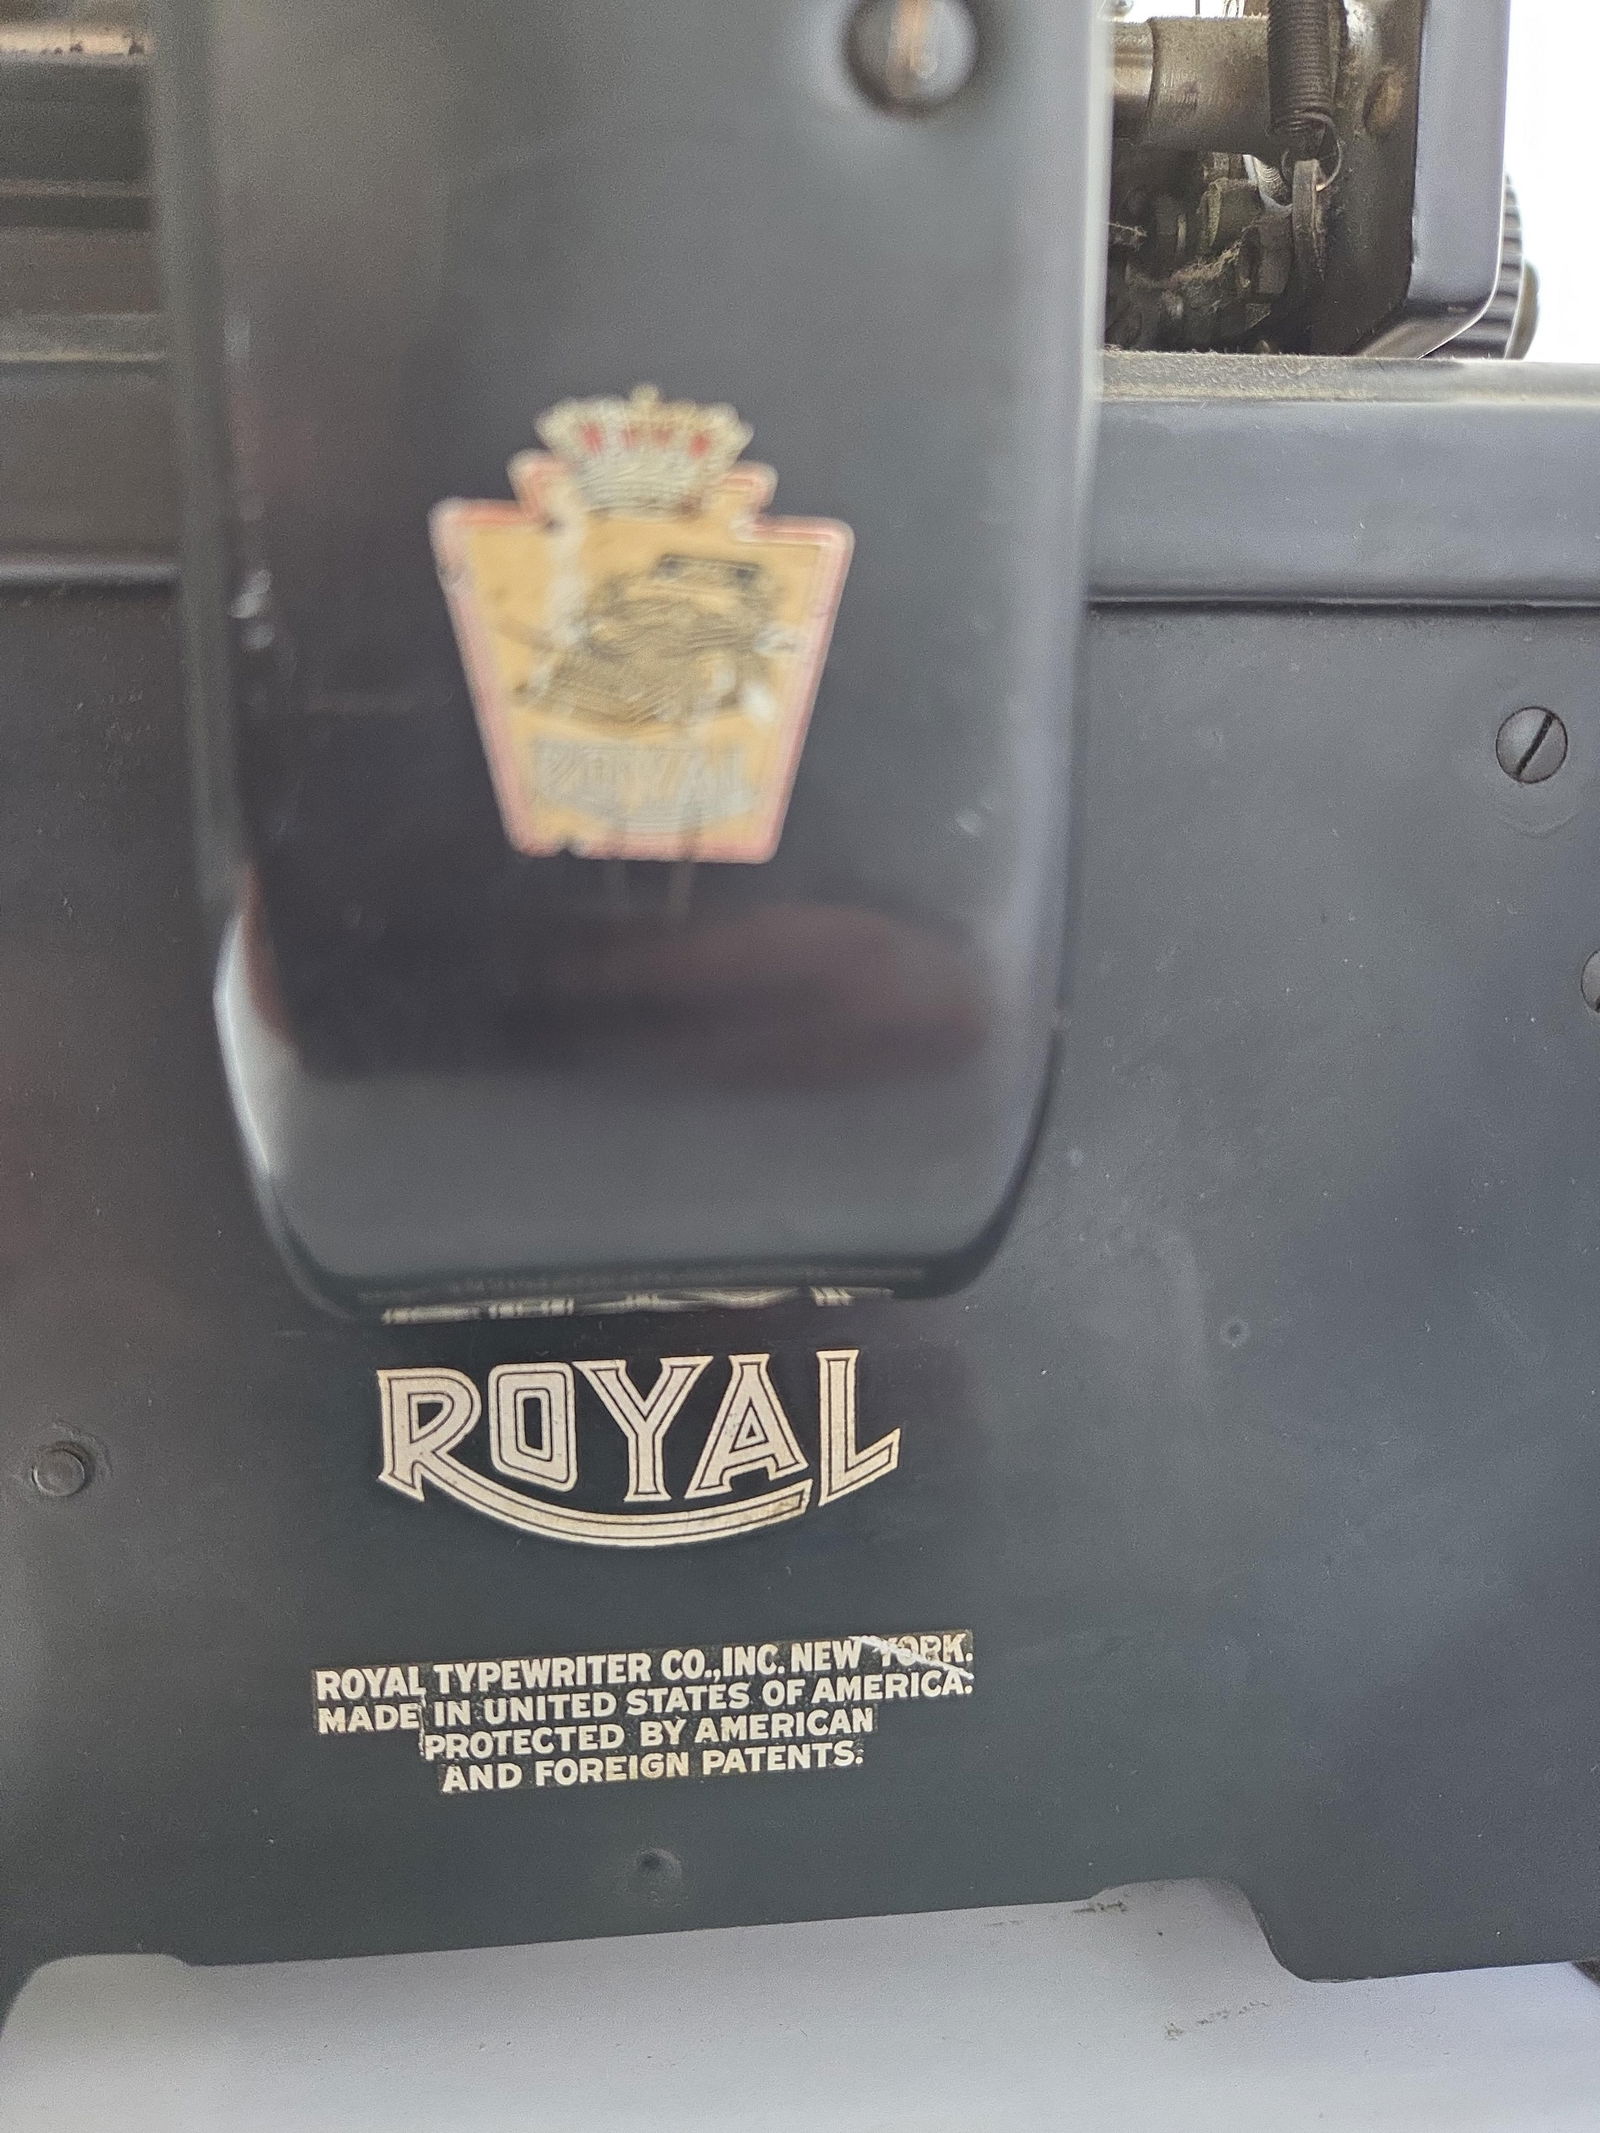 ROYAL
ROYAL
ROYAL TYPEWRITER CO., INC. NEW YORK.
MADE IN UNITED STATES OF AMERICA.
PROTECTED BY AMERICAN
AND FOREIGN PATENTS.